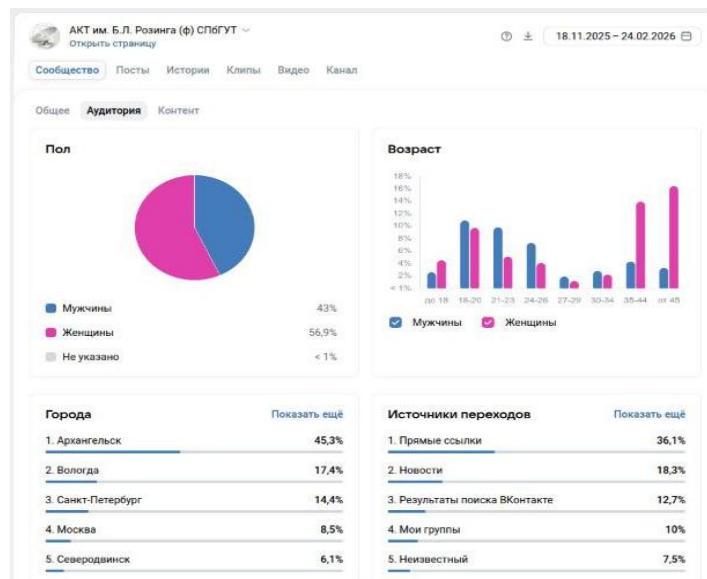 АКТ им. Б.Л. Розинга (ф) СПбГУТ
Открыть страницу
18.11.2025 – 24.02.2026
Сообщество Посты Истории Клипы Видео Канал
Общее Аудитория Контент
Пол
Мужчины 43%
Женщины 56,9%
Не указано < 1%
Возраст
18%
16%
14%
12%
10%
8%
6%
4%
2%
< 1%
до 18 18-20 21-23 24-26 27-29 30-34 35-44 от 45
Мужчины Женщины
Города Показать ещё
1. Архангельск 45,3%
2. Вологда 17,4%
3. Санкт-Петербург 14,4%
4. Москва 8,5%
5. Северодвинск 6,1%
Источники переходов Показать ещё
1. Прямые ссылки 36,1%
2. Новости 18,3%
3. Результаты поиска ВКонтакте 12,7%
4. Мои группы 10%
5. Неизвестный 7,5%